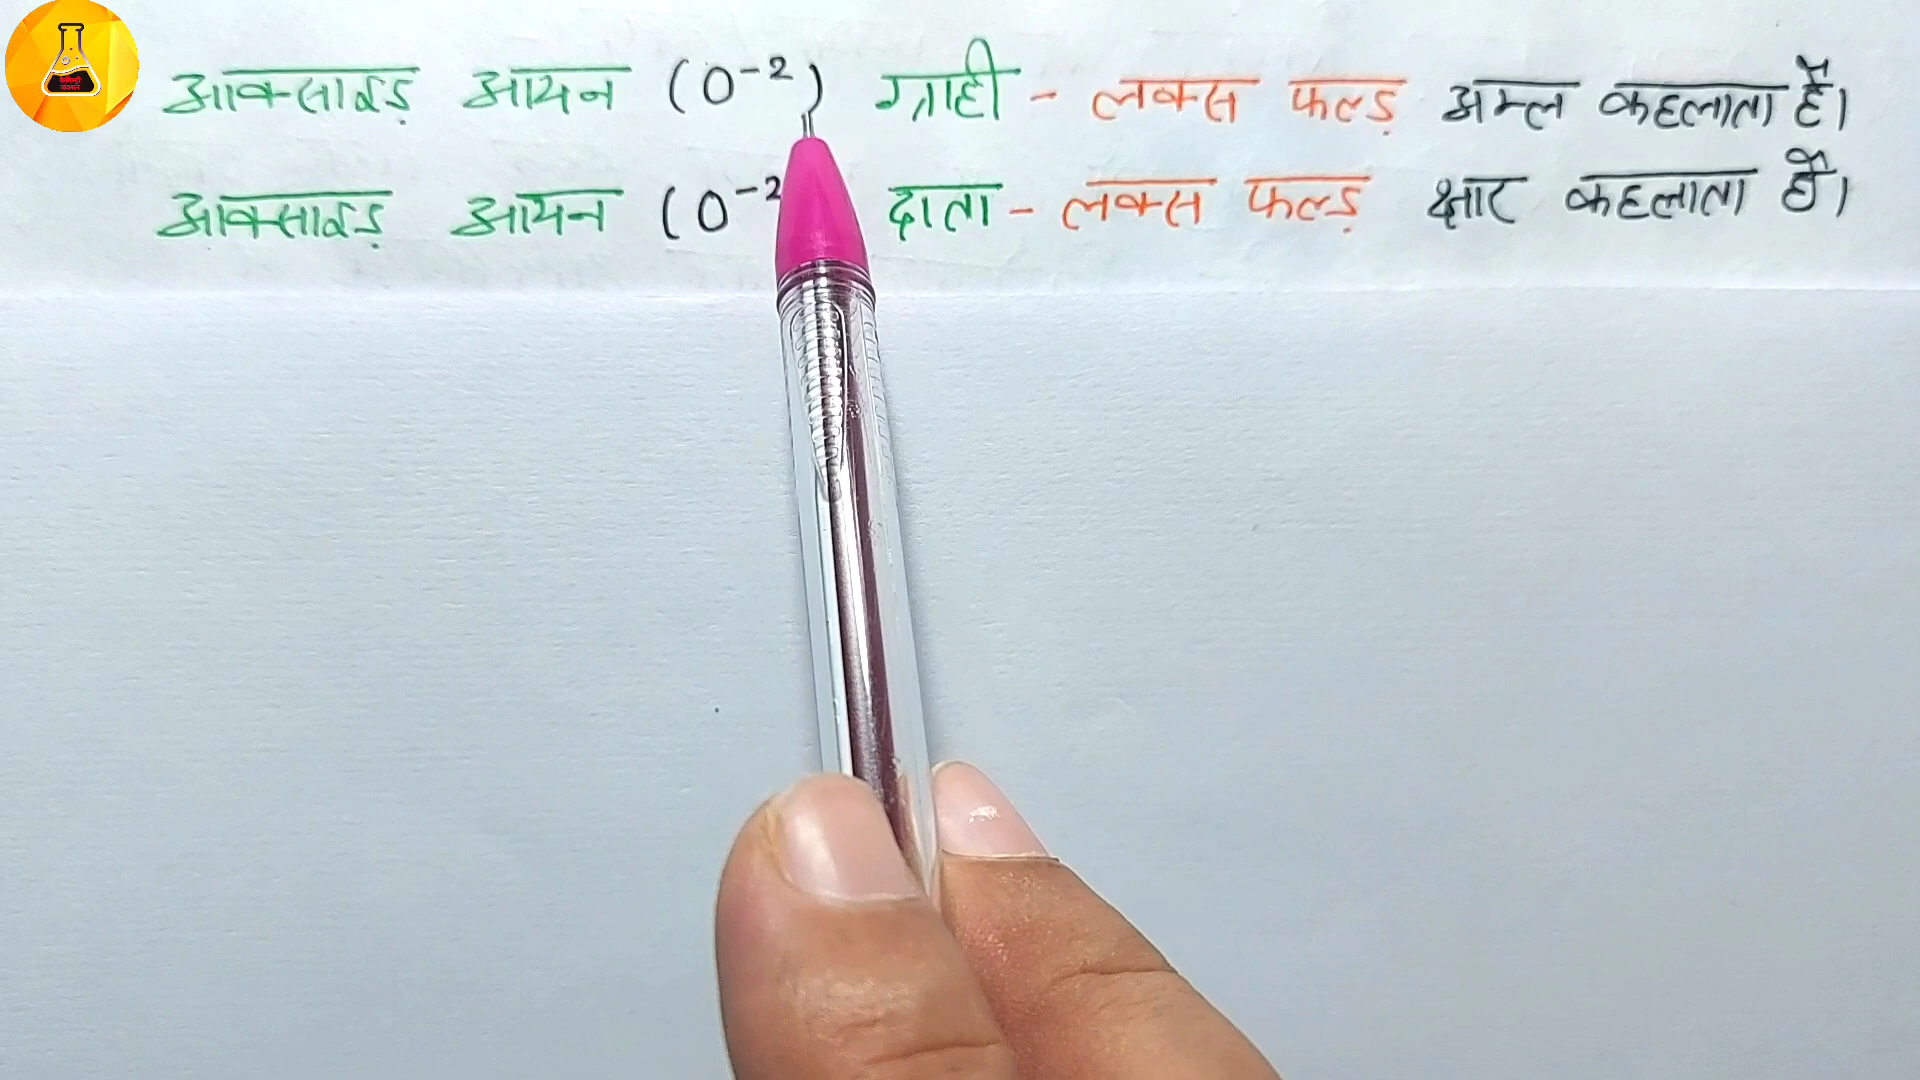 आक्साइड आयन (O⁻²) ग्राही - लक्स फ्लड अम्ल कहलाता है।
आक्साइड आयन (O⁻² दाता - लक्स फ्लड क्षार कहलाता है।